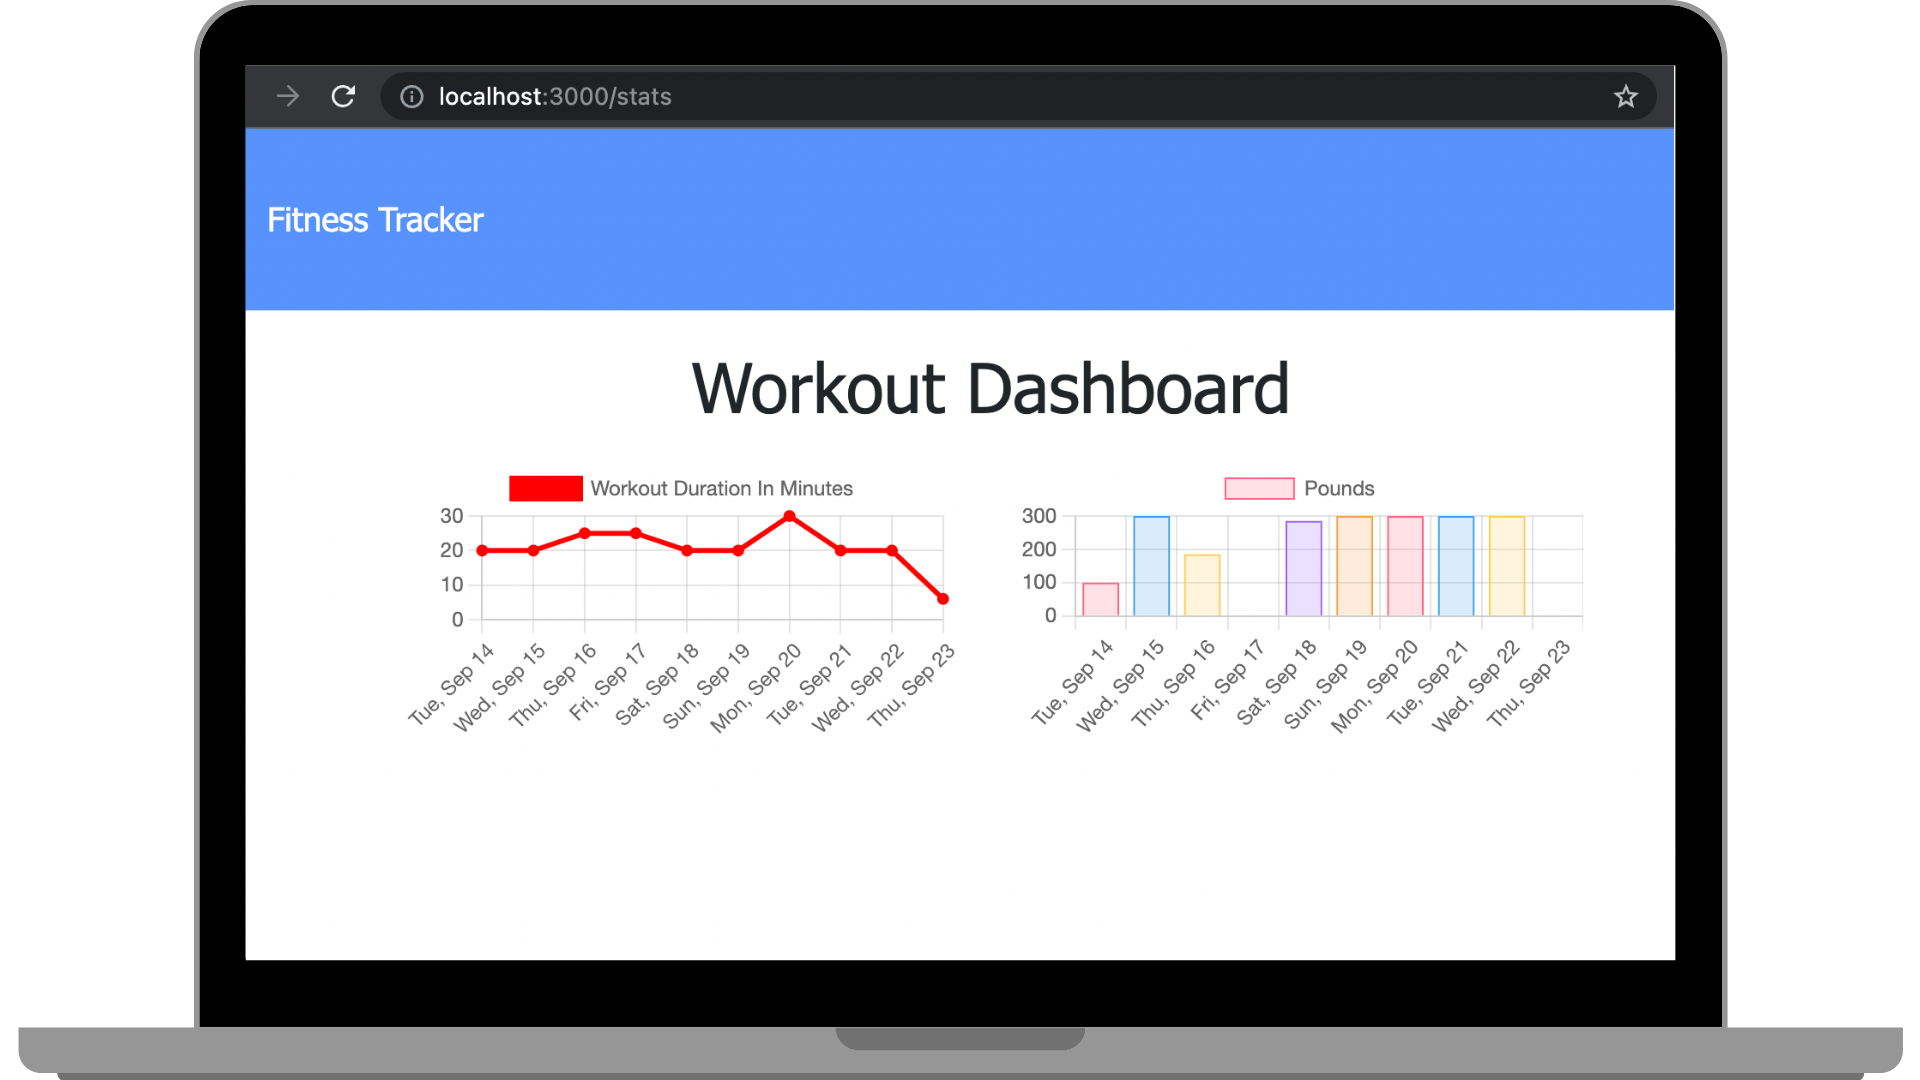 localhost:3000/stats
Fitness Tracker
Workout Dashboard
Workout Duration In Minutes
30
20
10
0
Tue, Sep 14
Wed, Sep 15
Thu, Sep 16
Fri, Sep 17
Sat, Sep 18
Sun, Sep 19
Mon, Sep 20
Tue, Sep 21
Wed, Sep 22
Thu, Sep 23
Pounds
300
200
100
0
Tue, Sep 14
Wed, Sep 15
Thu, Sep 16
Fri, Sep 17
Sat, Sep 18
Sun, Sep 19
Mon, Sep 20
Tue, Sep 21
Wed, Sep 22
Thu, Sep 23